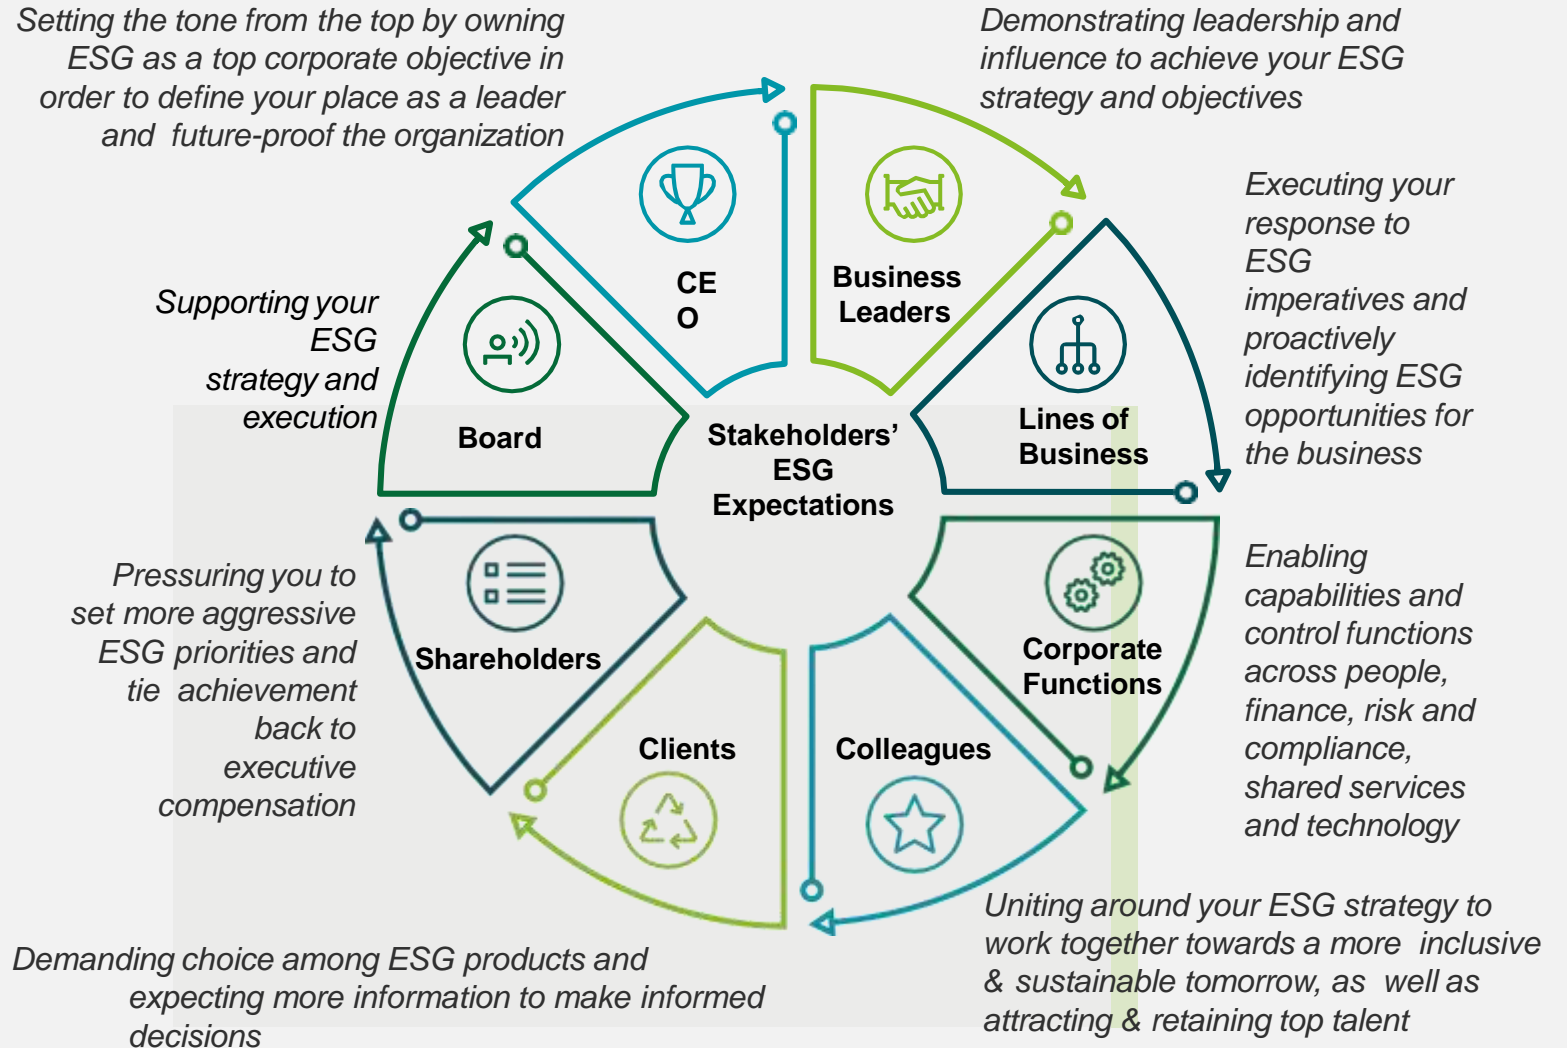 Setting the tone from the top by owning
ESG as a top corporate objective in
order to define your place as a leader
and future-proof the organization
Demonstrating leadership and
influence to achieve your ESG
strategy and objectives
CE
O
Business
Leaders
Executing your
response to
ESG
imperatives and
proactively
identifying ESG
opportunities for
the business
Supporting your
ESG
strategy and
execution
Board
Lines of
Business
Stakeholders’
ESG
Expectations
Pressuring you to
set more aggressive
ESG priorities and
tie achievement
back to
executive
compensation
Shareholders
Corporate
Functions
Enabling
capabilities and
control functions
across people,
finance, risk and
compliance,
shared services
and technology
Clients
Colleagues
Demanding choice among ESG products and
expecting more information to make informed
decisions
Uniting around your ESG strategy to
work together towards a more inclusive
& sustainable tomorrow, as well as
attracting & retaining top talent